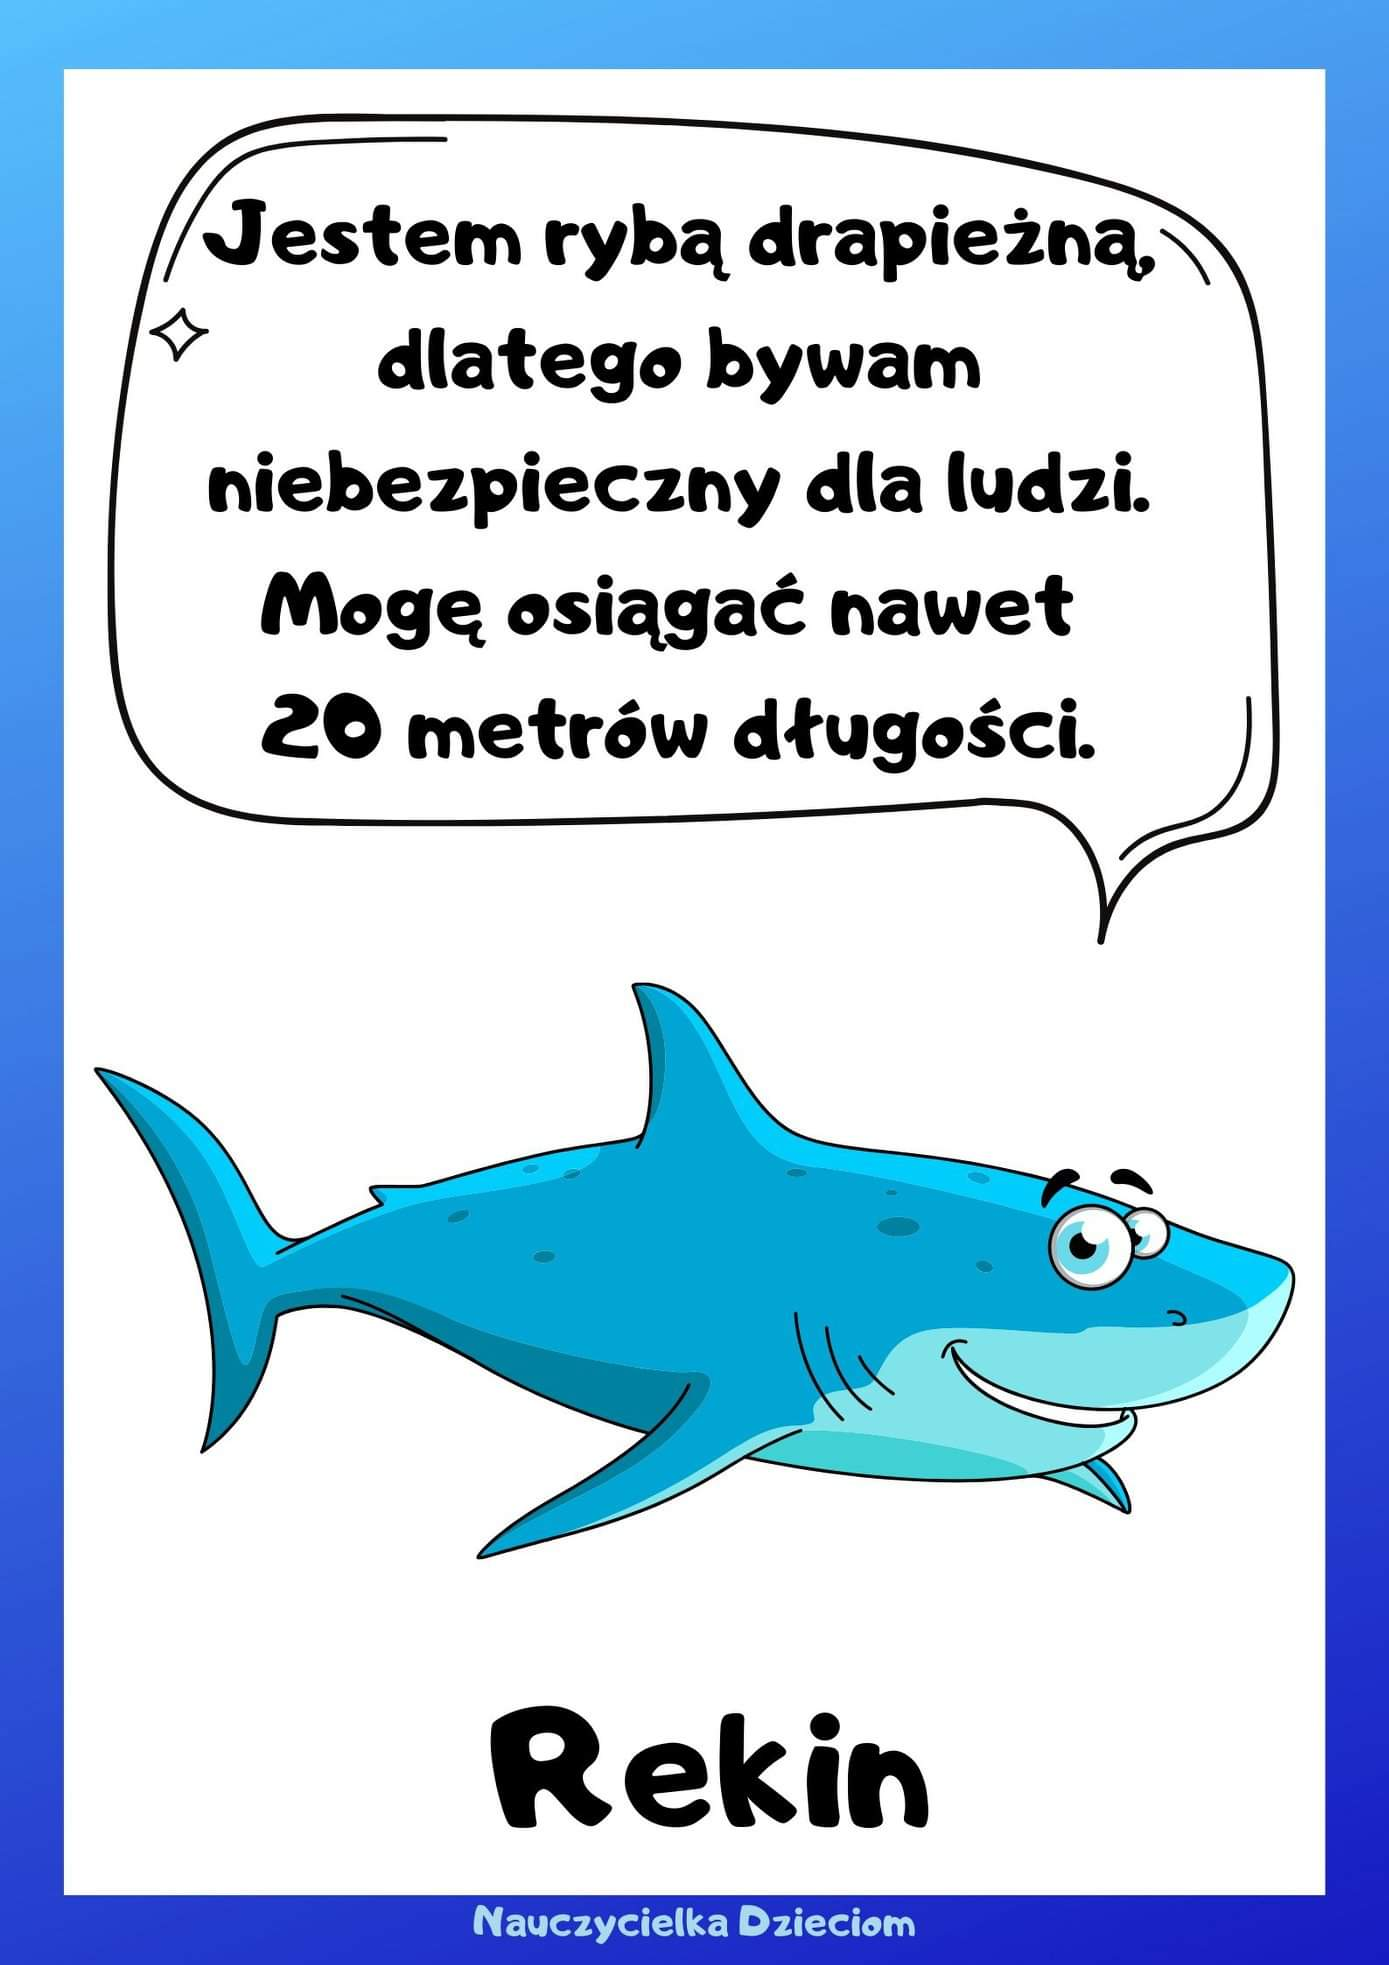 Jestem rybą drapieżną,
dlatego bywam
niebezpieczny dla ludzi.
Mogę osiągać nawet
20 metrów długości.
Rekin
Nauczycielka Dzieciom